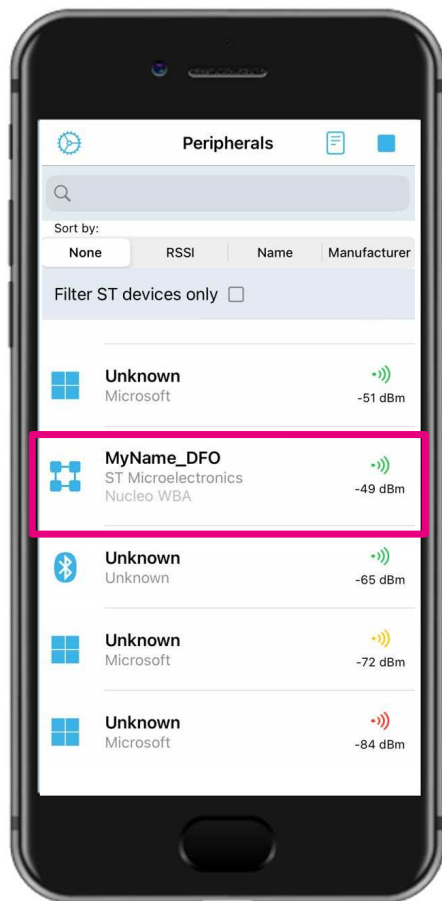 Peripherals
Sort by:
None RSSI Name Manufacturer
Filter ST devices only
Unknown
Microsoft
-51 dBm
MyName_DFO
ST Microelectronics
Nucleo WBA
-49 dBm
Unknown
Unknown
-65 dBm
Unknown
Microsoft
-72 dBm
Unknown
Microsoft
-84 dBm